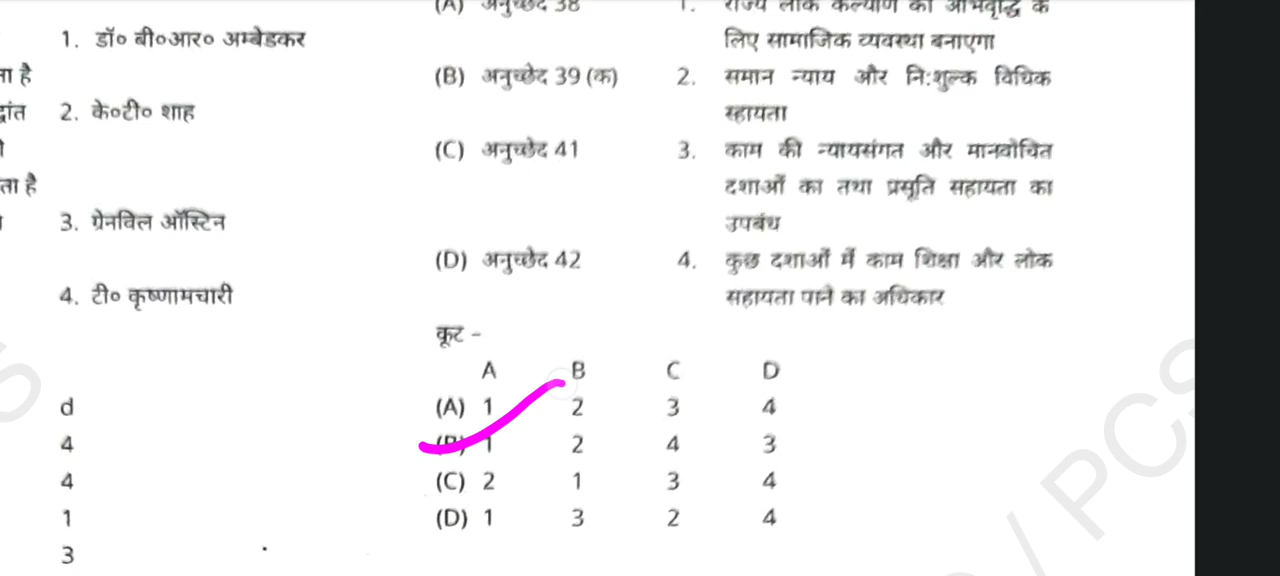 (A) अनुच्छेद 38
1. राज्य लोक कल्याण की अभिवृद्धि के
1. डॉ० बी०आर० अम्बेडकर
लिए सामाजिक व्यवस्था बनाएगा
ता है
(B) अनुच्छेद 39 (क)
2. समान न्याय और नि:शुल्क विधिक
द्धांत
2. के०टी० शाह
स्हायता
(C) अनुच्छेद 41
3. काम की न्यायसंगत और मानवोचित
ता है
दशाओं का तथा प्रसूति सहायता का
3. ग्रेनविल ऑस्टिन
उपबंध
(D) अनुच्छेद 42
4. कुछ दशाओं में काम शिक्षा और लोक
4. टी० कृष्णामचारी
सहायता पाने का अधिकार
कूट -
A B C D
d
(A) 1 2 3 4
4
(B) 1 2 4 3
4
(C) 2 1 3 4
1
(D) 1 3 2 4
3
/ PCS